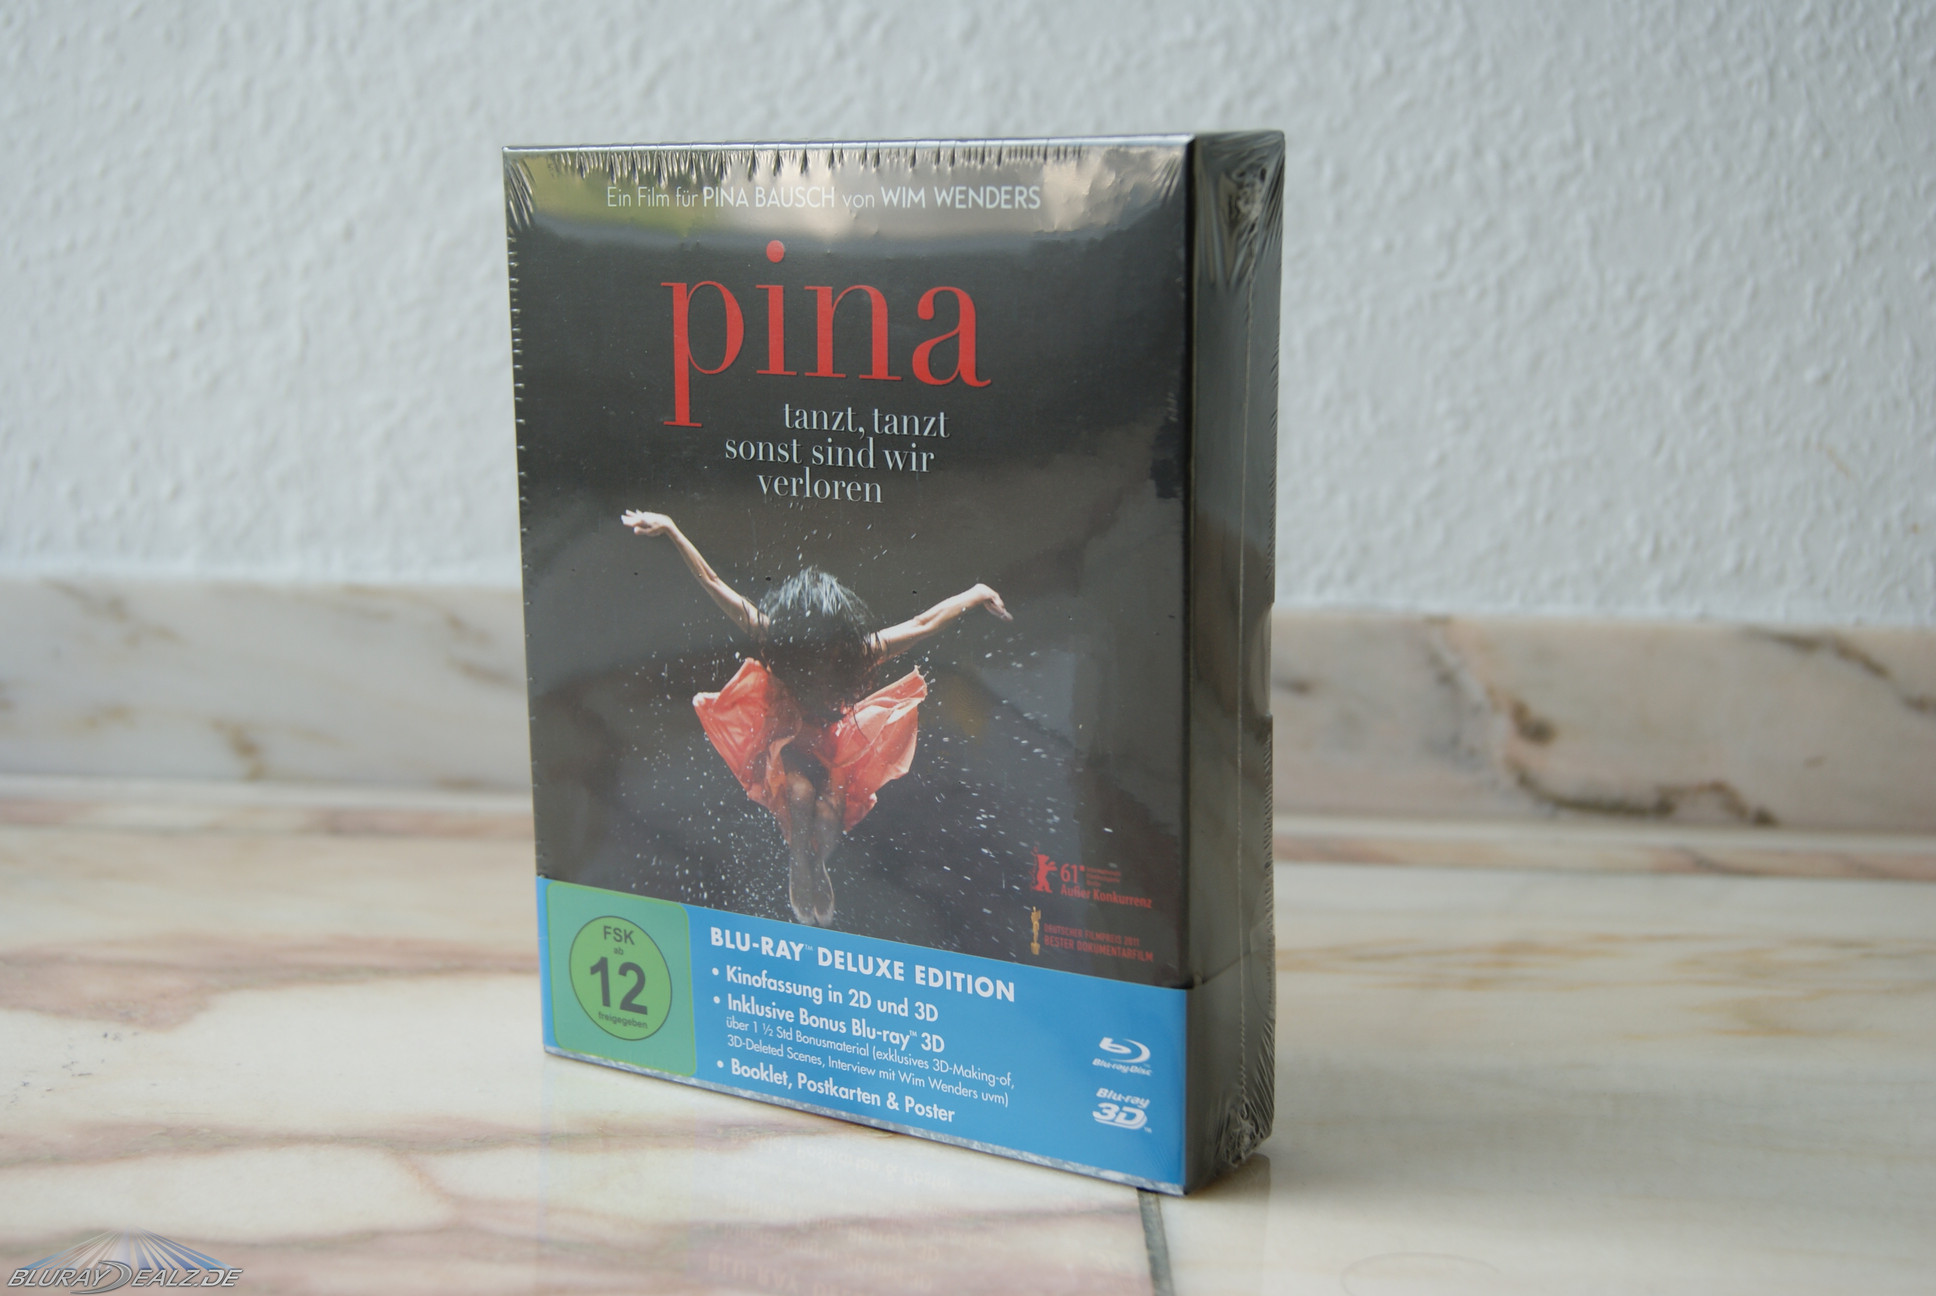 Ein Film für PINA BAUSCH von WIM WENDERS
pina
tanzt, tanzt
sonst sind wir
verloren
61
Außer Konkurrenz
DEUTSCHER FILMPREIS 2011
BESTER DOKUMENTARFILM
FSK
ab
12
freigegeben
BLU-RAY™ DELUXE EDITION
• Kinofassung in 2D und 3D
• Inklusive Bonus Blu-ray™ 3D
über 1 ½ Std Bonusmaterial (exklusives 3D-Making-of,
3D-Deleted Scenes, Interview mit Wim Wenders uvm)
• Booklet, Postkarten & Poster
Blu-ray Disc
Blu-ray
3D™
BLURAYDEALZ.DE